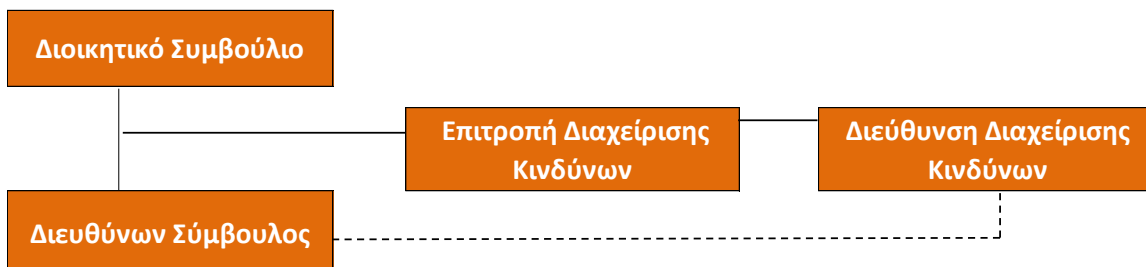 Διοικητικό Συμβούλιο
Επιτροπή Διαχείρισης
Κινδύνων
Διεύθυνση Διαχείρισης
Κινδύνων
Διευθύνων Σύμβουλος